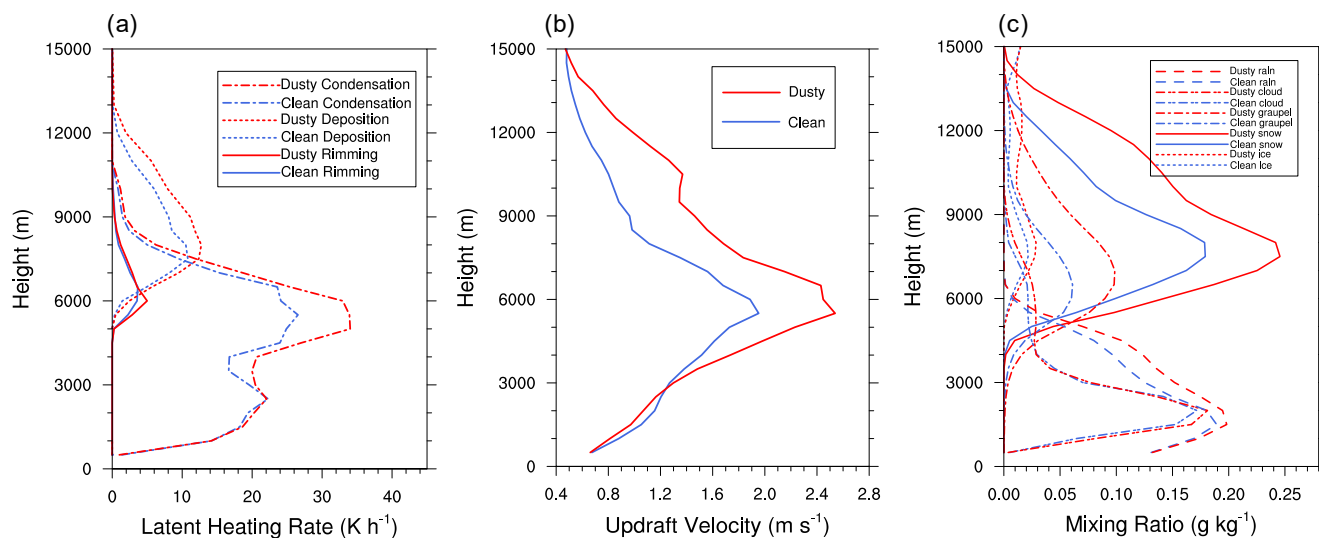 (a)
15000
12000
9000
6000
3000
0
Height (m)
0
10
20
30
40
Latent Heating Rate (K h⁻¹)
Dusty Condensation
Clean Condensation
Dusty Deposition
Clean Deposition
Dusty Rimming
Clean Rimming
(b)
15000
12000
9000
6000
3000
0
Height (m)
0.4
0.8
1.2
1.6
2.0
2.4
2.8
Updraft Velocity (m s⁻¹)
Dusty
Clean
(c)
15000
12000
9000
6000
3000
0
Height (m)
0.00
0.05
0.10
0.15
0.20
0.25
Mixing Ratio (g kg⁻¹)
Dusty raln
Clean raln
Dusty cloud
Clean cloud
Dusty graupel
Clean graupel
Dusty snow
Clean snow
Dusty ice
Clean Ice